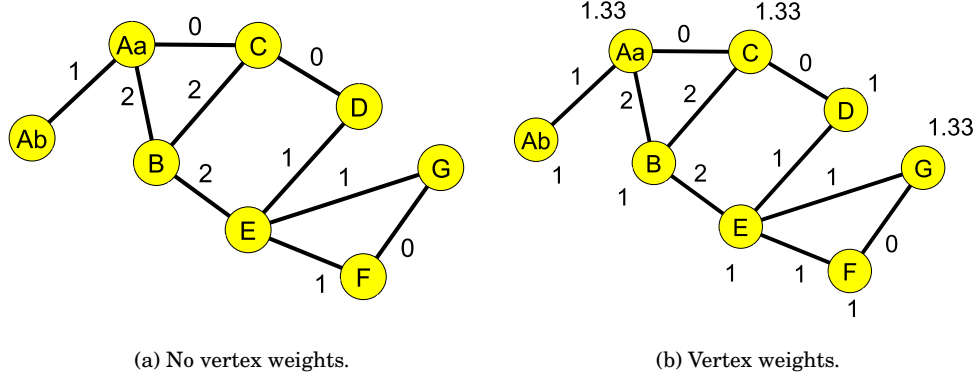 1.33 1.33
Aa 0 C
1 2 2 0
D
Ab B
2 1 1 G
E
0
1 F
Aa 0 C
1 2 2 0 1
D
Ab B 1.33
1 1 2 1 1 G
E
0
1 1 F
1
(a) No vertex weights.
(b) Vertex weights.